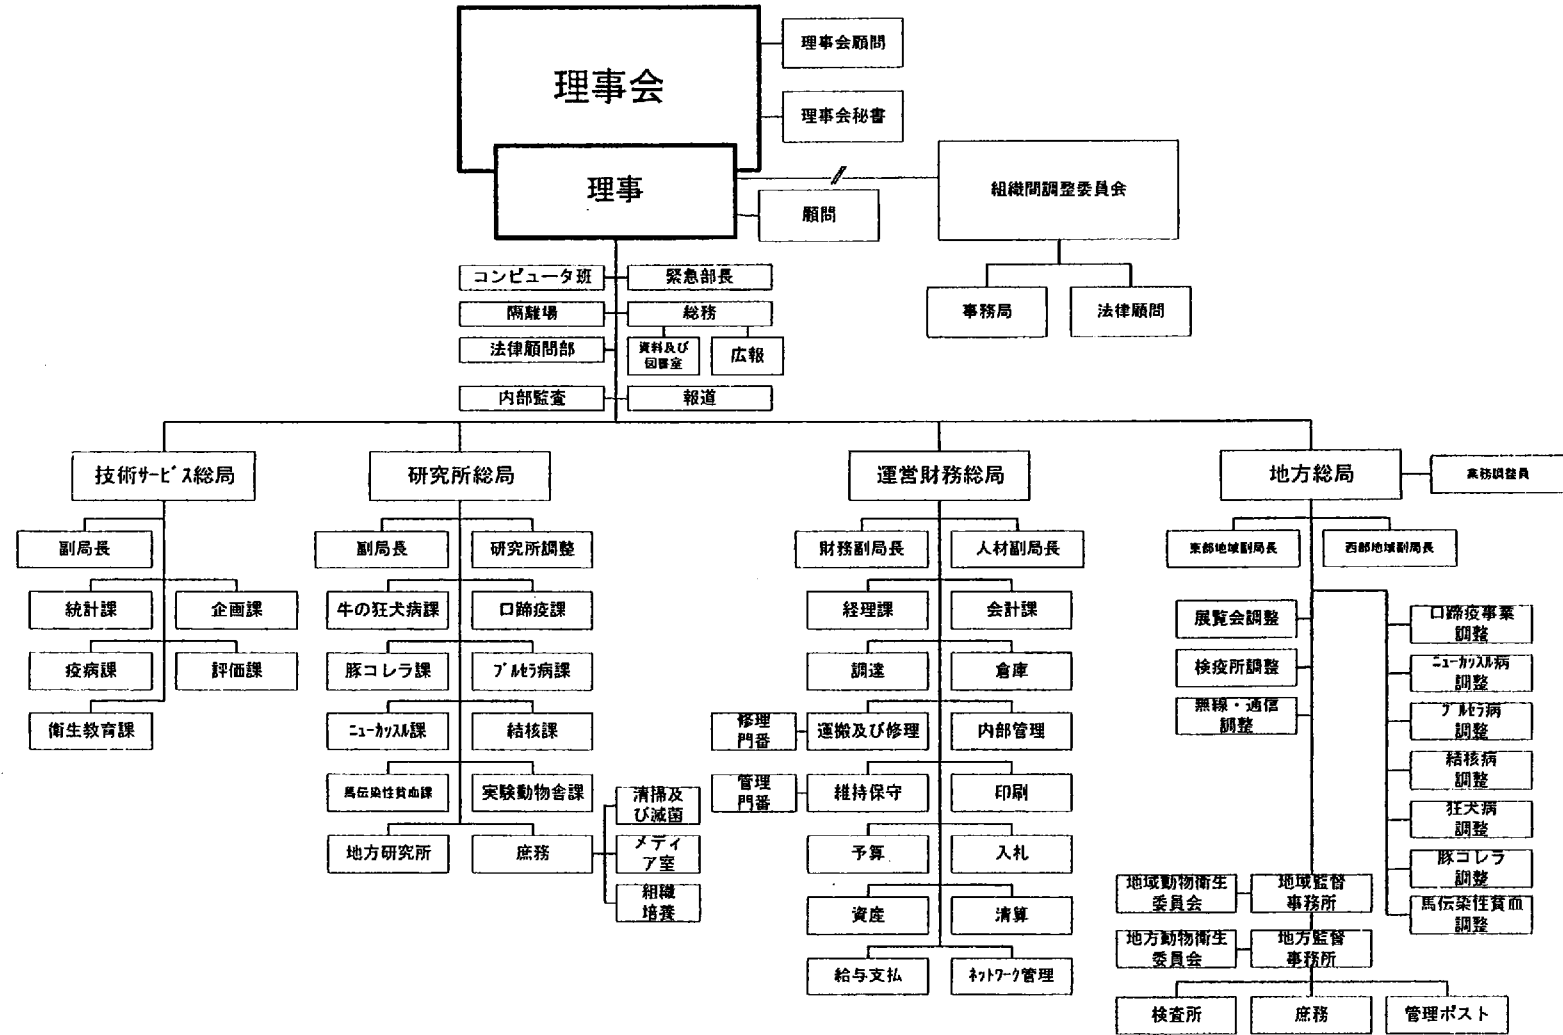 理事会
理事会顧問
理事会秘書
理事
顧問
組織間調整委員会
事務局
法律顧問
コンピュータ班
緊急部長
隔離場
総務
法律顧問部
資料及び
図書室
広報
内部監査
報道
技術サービス総局
研究所総局
運営財務総局
地方総局
業務調整員
副局長
副局長
研究所調整
財務副局長
人材副局長
東部地域副局長
西部地域副局長
統計課
企画課
牛の狂犬病課
口蹄疫課
経理課
会計課
展覧会調整
口蹄疫事業
調整
疫病課
評価課
豚コレラ課
ブルセラ病課
調達
倉庫
検疫所調整
ニューカッスル病
調整
衛生教育課
ニューカッスル課
結核課
修理
門番
運搬及び修理
内部管理
無線・通信
調整
ブルセラ病
調整
馬伝染性貧血課
実験動物舎課
清掃及
び滅菌
管理
門番
維持保守
印刷
結核病
調整
狂犬病
調整
地方研究所
庶務
メディ
ア室
予算
入札
豚コレラ
調整
組織
培養
資産
清算
地域動物衛生
委員会
地域監督
事務所
馬伝染性貧血
調整
地方動物衛生
委員会
地方監督
事務所
給与支払
ネットワーク管理
検査所
庶務
管理ポスト